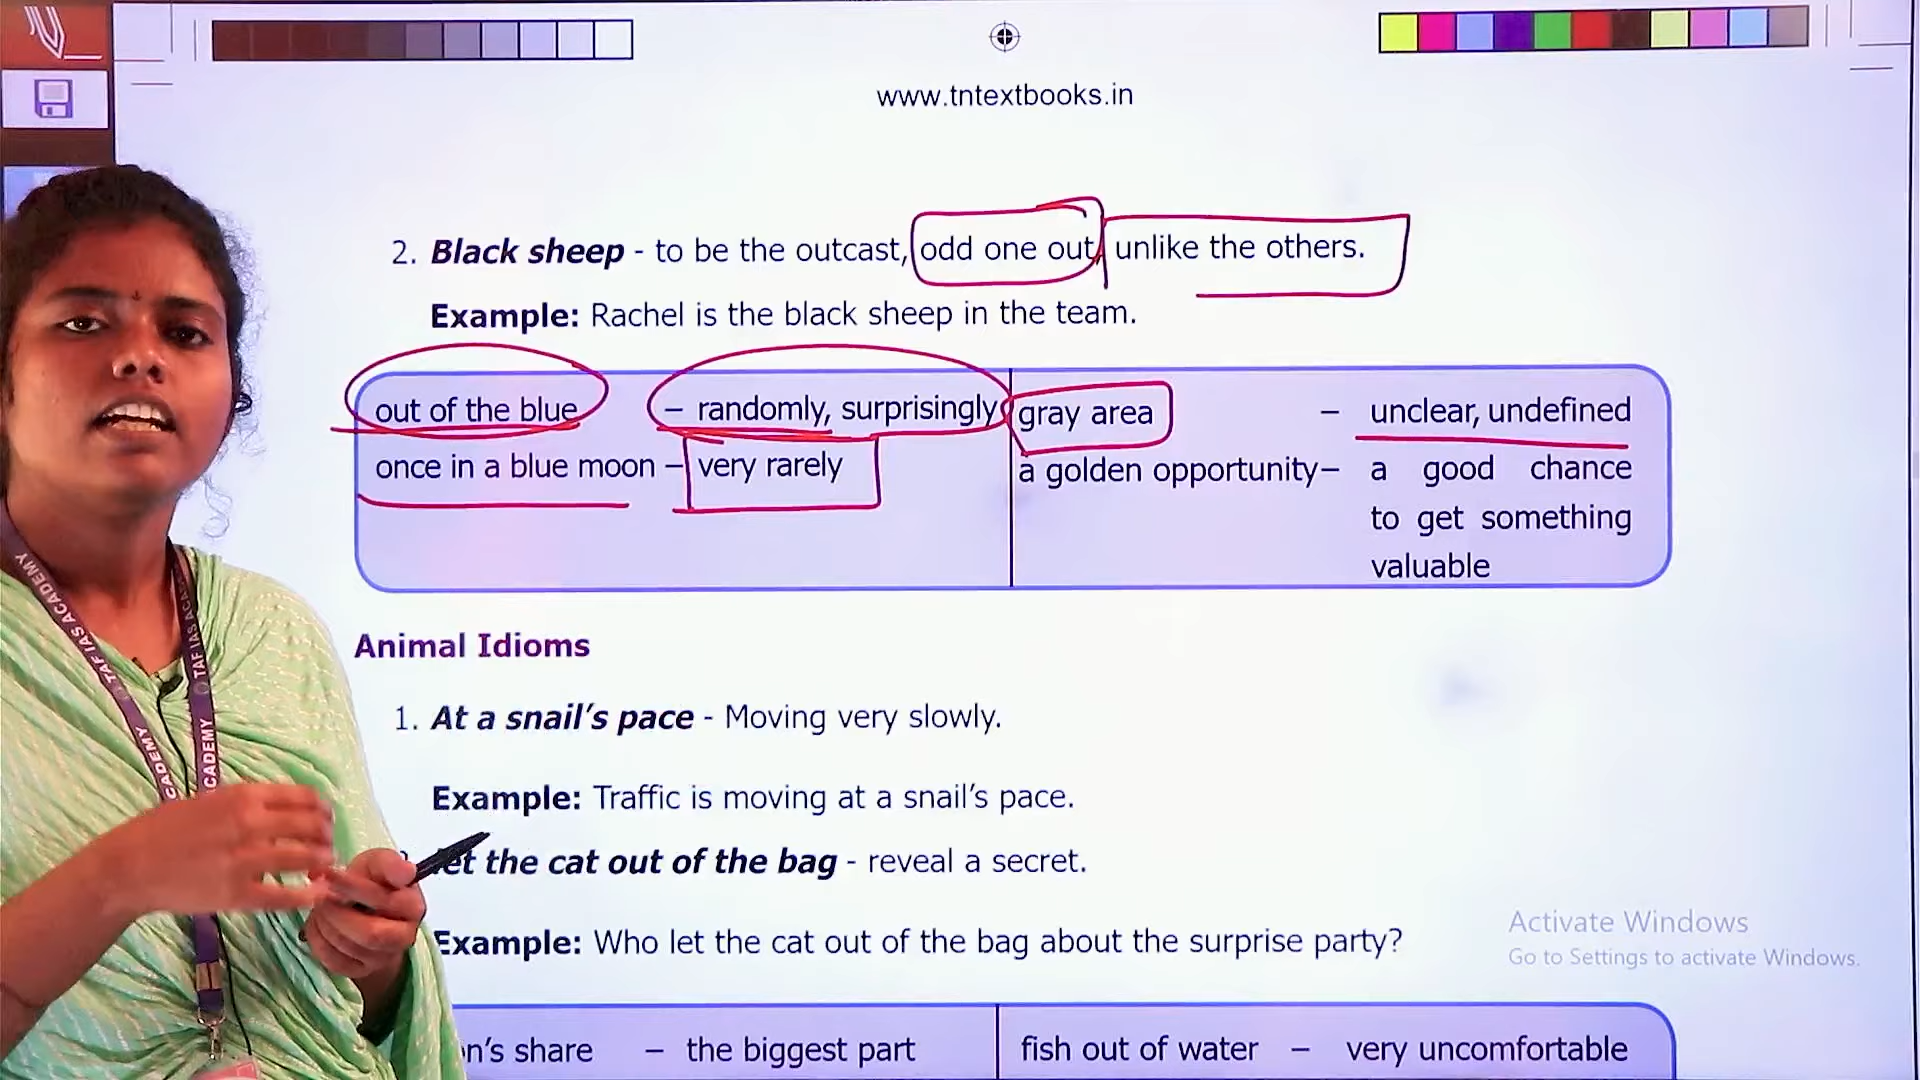 www.tntextbooks.in
2. Black sheep - to be the outcast, odd one out, unlike the others.
Example: Rachel is the black sheep in the team.
out of the blue – randomly, surprisingly
once in a blue moon – very rarely
gray area – unclear, undefined
a golden opportunity – a good chance
to get something
valuable
Animal Idioms
1. At a snail's pace - Moving very slowly.
Example: Traffic is moving at a snail's pace.
let the cat out of the bag - reveal a secret.
Example: Who let the cat out of the bag about the surprise party?
share – the biggest part
fish out of water – very uncomfortable
Activate Windows
Go to Settings to activate Windows.
TAF IAS ACADEMY
TAF IAS ACADEMY
ACADEMY